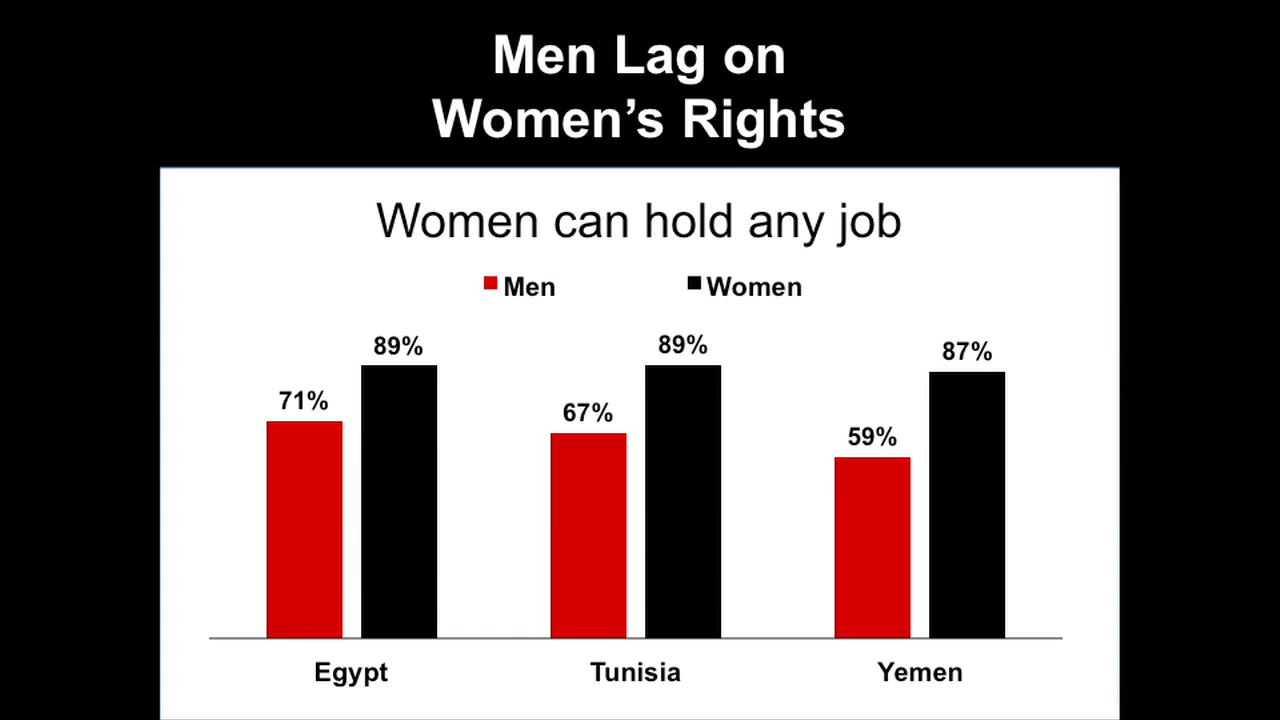 Men Lag on
Women’s Rights
Women can hold any job
Men Women
89% 89% 87%
71% 67% 59%
Egypt Tunisia Yemen